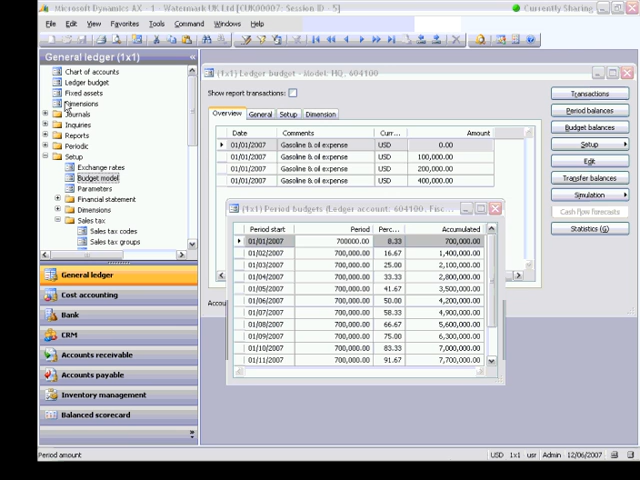 Microsoft Dynamics AX - 1 - Watermark UK Ltd [CUK00007: Session ID - 5]
Currently Sharing
File Edit View Favorites Tools Command Windows Help
General ledger (1x1)
Chart of accounts
Ledger budget
Fixed assets
Dimensions
Journals
Inquiries
Reports
Periodic
Setup
Exchange rates
Budget model
Parameters
Financial statement
Dimensions
Sales tax
Sales tax codes
Sales tax groups
General ledger
Cost accounting
Bank
CRM
Accounts receivable
Accounts payable
Inventory management
Balanced scorecard
(1x1) Ledger budget - Model: HQ, 604100
Show report transactions:
Overview General Setup Dimension
Date Comments Curr... Amount
01/01/2007 Gasoline & oil expense USD 0.00
01/01/2007 Gasoline & oil expense USD 100,000.00
01/01/2007 Gasoline & oil expense USD 200,000.00
01/01/2007 Gasoline & oil expense USD 400,000.00
Accou
Transactions
Period balances
Budget balances
Setup
Edit
Transfer balances
Simulation
Cash flow forecasts
Statistics (G)
(1x1) Period budgets (Ledger account: 604100, Fisc...
Period start Period Perc... Accumulated
01/01/2007 700000.00 8.33 700,000.00
01/02/2007 700,000.00 16.67 1,400,000.00
01/03/2007 700,000.00 25.00 2,100,000.00
01/04/2007 700,000.00 33.33 2,800,000.00
01/05/2007 700,000.00 41.67 3,500,000.00
01/06/2007 700,000.00 50.00 4,200,000.00
01/07/2007 700,000.00 58.33 4,900,000.00
01/08/2007 700,000.00 66.67 5,600,000.00
01/09/2007 700,000.00 75.00 6,300,000.00
01/10/2007 700,000.00 83.33 7,000,000.00
01/11/2007 700,000.00 91.67 7,700,000.00
Period amount
USD 1x1 usr Admin 12/06/2007